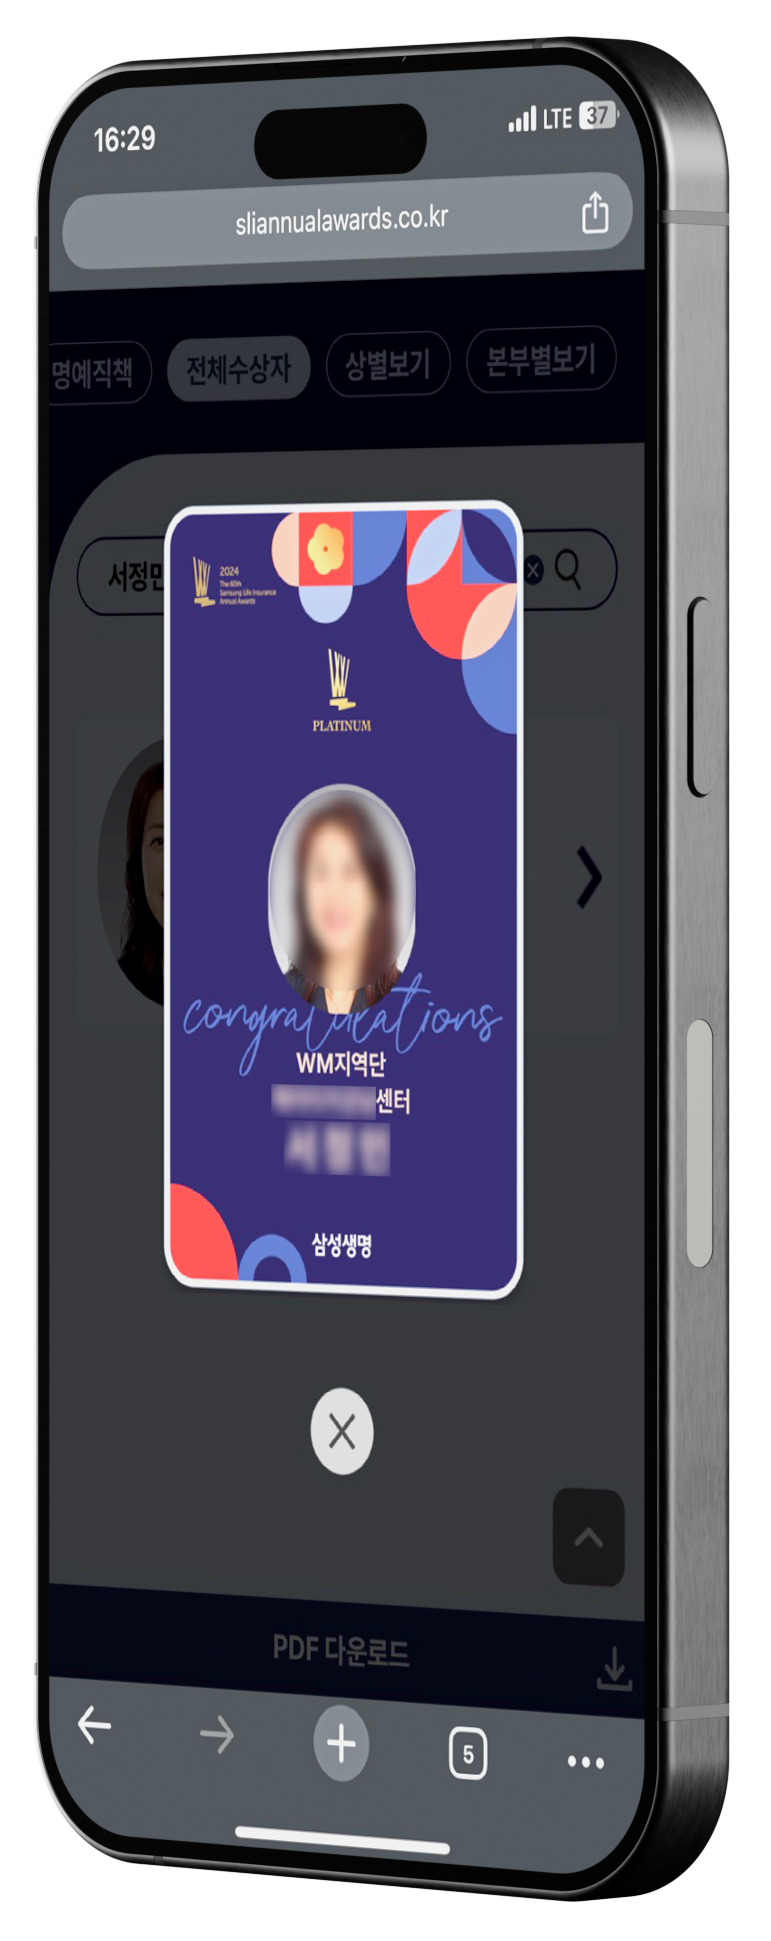 16:29
LTE 37
sliannualawards.co.kr
명예직책 전체수상자 상별보기 본부별보기
서정민
2024
The 60th
Samsung Life Insurance
Annual Awards
PLATINUM
congratulations
WM지역단
센터
삼성생명
PDF 다운로드
5